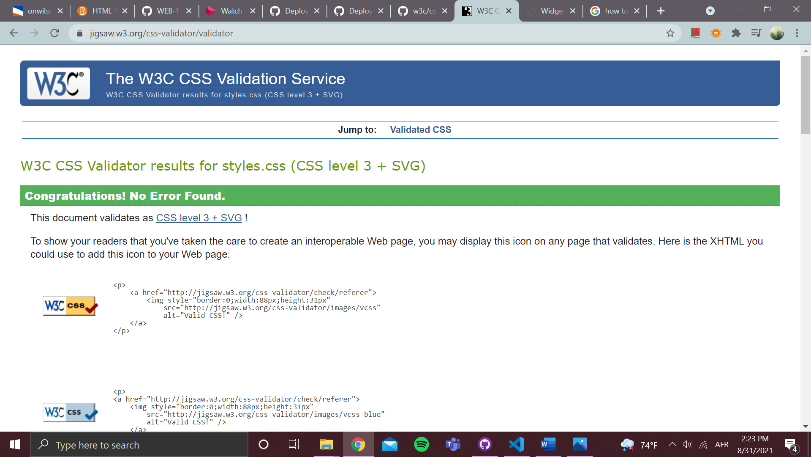 onwils
HTML
WEB-1
Watch
Deploy
Deploy
w3c/cs
W3C C
Widge
how to
jigsaw.w3.org/css-validator/validator
W3C®
The W3C CSS Validation Service
W3C CSS Validator results for styles.css (CSS level 3 + SVG)
Jump to: Validated CSS
W3C CSS Validator results for styles.css (CSS level 3 + SVG)
Congratulations! No Error Found.
This document validates as CSS level 3 + SVG !
To show your readers that you've taken the care to create an interoperable Web page, you may display this icon on any page that validates. Here is the XHTML you
could use to add this icon to your Web page:
W3C css
<p>
<a href="http://jigsaw.w3.org/css-validator/check/referer">
<img style="border:0;width:88px;height:31px"
src="http://jigsaw.w3.org/css-validator/images/vcss"
alt="Valid CSS!" />
</a>
</p>
W3C css
<p>
<a href="http://jigsaw.w3.org/css-validator/check/referer">
<img style="border:0;width:88px;height:31px"
src="http://jigsaw.w3.org/css-validator/images/vcss-blue"
alt="Valid CSS!" />
</a>
Type here to search
74°F
AFR
2:23 PM
8/31/2021
4